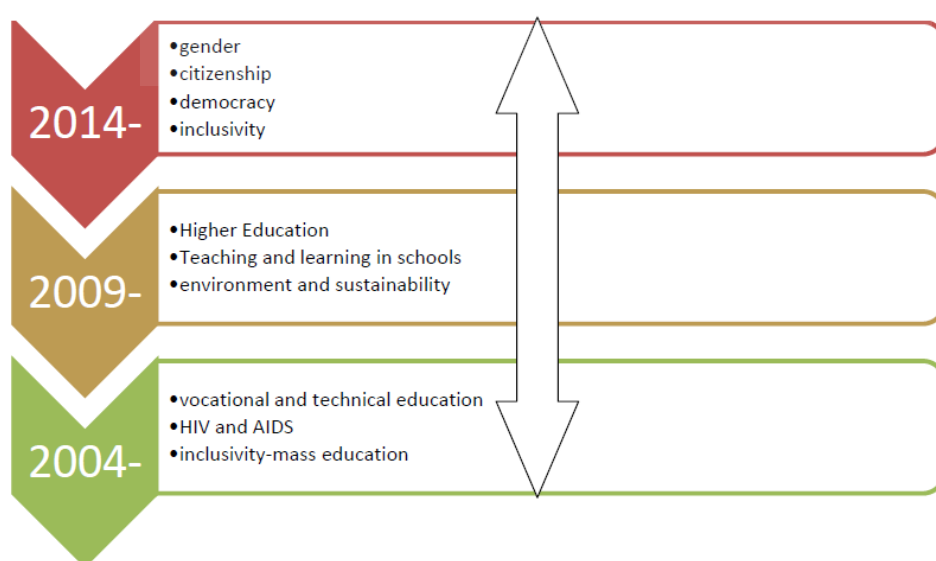 2014-
•gender
•citizenship
•democracy
•inclusivity
2009-
•Higher Education
•Teaching and learning in schools
•environment and sustainability
2004-
•vocational and technical education
•HIV and AIDS
•inclusivity-mass education